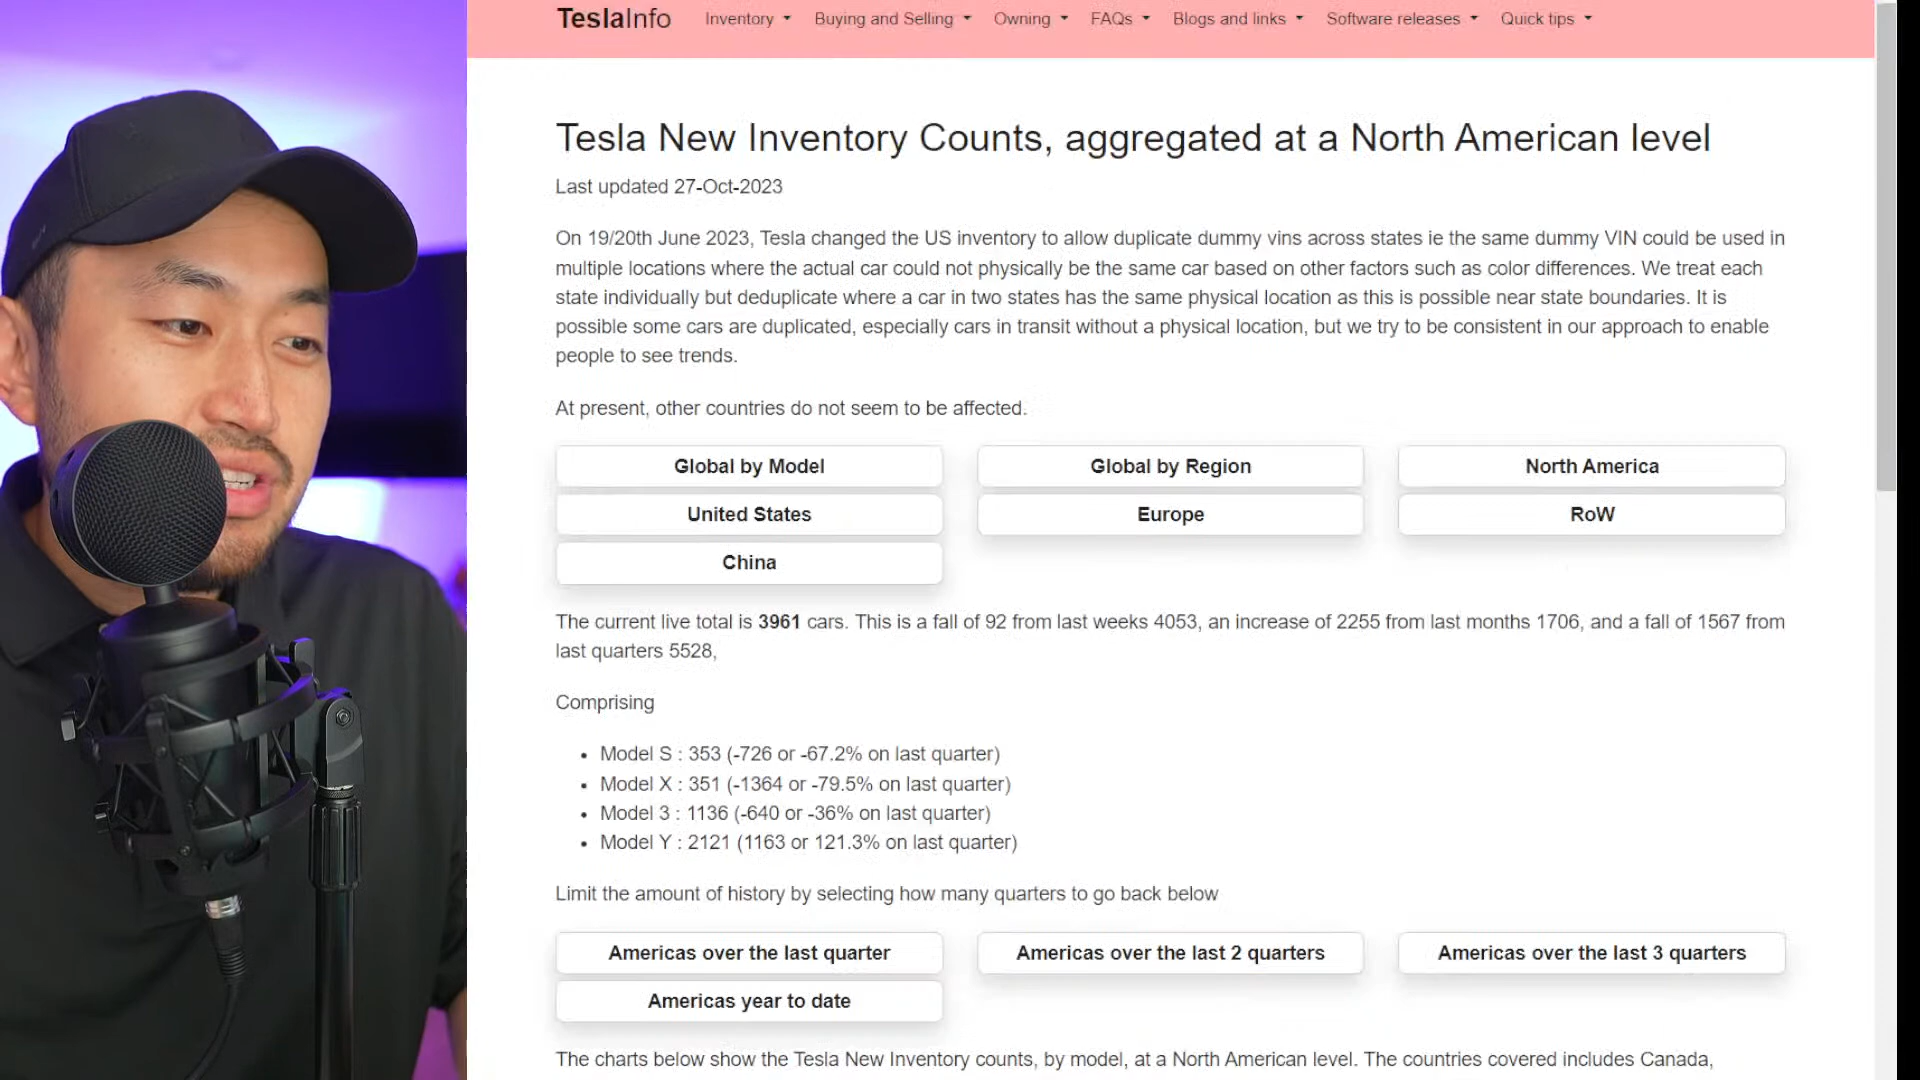 TeslaInfo
Inventory
Buying and Selling
Owning
FAQs
Blogs and links
Software releases
Quick tips
Tesla New Inventory Counts, aggregated at a North American level
Last updated 27-Oct-2023
On 19/20th June 2023, Tesla changed the US inventory to allow duplicate dummy vins across states ie the same dummy VIN could be used in
multiple locations where the actual car could not physically be the same car based on other factors such as color differences. We treat each
state individually but deduplicate where a car in two states has the same physical location as this is possible near state boundaries. It is
possible some cars are duplicated, especially cars in transit without a physical location, but we try to be consistent in our approach to enable
people to see trends.
At present, other countries do not seem to be affected.
Global by Model
Global by Region
North America
United States
Europe
RoW
China
The current live total is 3961 cars. This is a fall of 92 from last weeks 4053, an increase of 2255 from last months 1706, and a fall of 1567 from
last quarters 5528,
Comprising
• Model S : 353 (-726 or -67.2% on last quarter)
• Model X : 351 (-1364 or -79.5% on last quarter)
• Model 3 : 1136 (-640 or -36% on last quarter)
• Model Y : 2121 (1163 or 121.3% on last quarter)
Limit the amount of history by selecting how many quarters to go back below
Americas over the last quarter
Americas over the last 2 quarters
Americas over the last 3 quarters
Americas year to date
The charts below show the Tesla New Inventory counts, by model, at a North American level. The countries covered includes Canada,